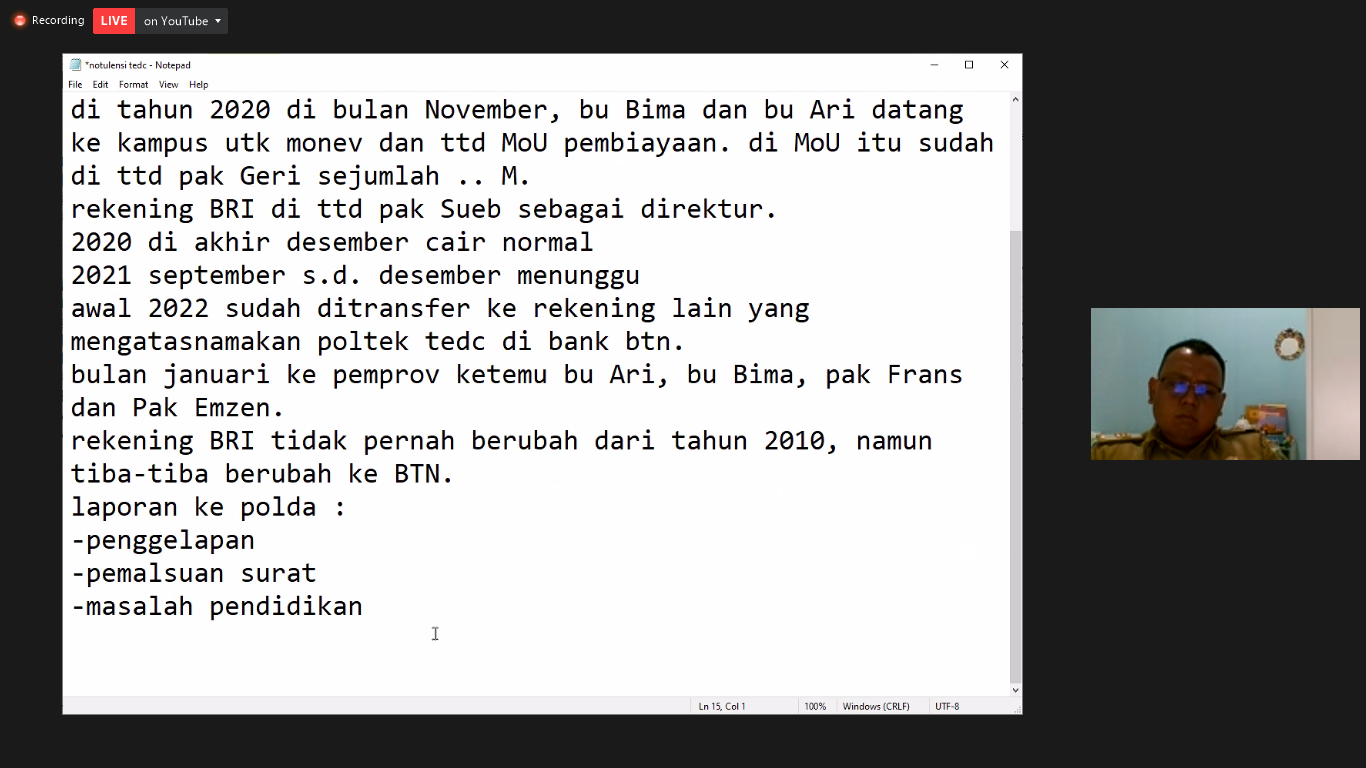 Recording
LIVE on YouTube
*notulensi tedc - Notepad
File Edit Format View Help
di tahun 2020 di bulan November, bu Bima dan bu Ari datang
ke kampus utk monev dan ttd MoU pembiayaan. di MoU itu sudah
di ttd pak Geri sejumlah .. M.
rekening BRI di ttd pak Sueb sebagai direktur.
2020 di akhir desember cair normal
2021 september s.d. desember menunggu
awal 2022 sudah ditransfer ke rekening lain yang
mengatasnamakan poltek tedc di bank btn.
bulan januari ke pemprov ketemu bu Ari, bu Bima, pak Frans
dan Pak Emzen.
rekening BRI tidak pernah berubah dari tahun 2010, namun
tiba-tiba berubah ke BTN.
laporan ke polda :
-penggelapan
-pemalsuan surat
-masalah pendidikan
Ln 15, Col 1 100% Windows (CRLF) UTF-8